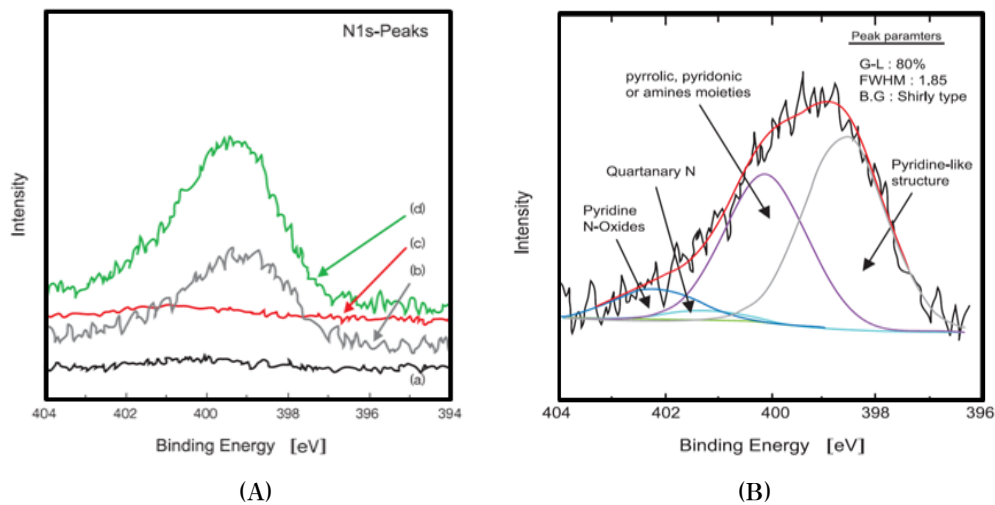 N1s-Peaks
Intensity
(d)
(c)
(b)
(a)
404
402
400
398
396
394
Binding Energy [eV]
(A)
Peak paramters
G-L : 80%
FWHM : 1.85
B.G : Shirly type
pyrrolic, pyridonic
or amines moieties
Quartanary N
Pyridine
N-Oxides
Pyridine-like
structure
Intensity
404
402
400
398
396
Binding Energy [eV]
(B)